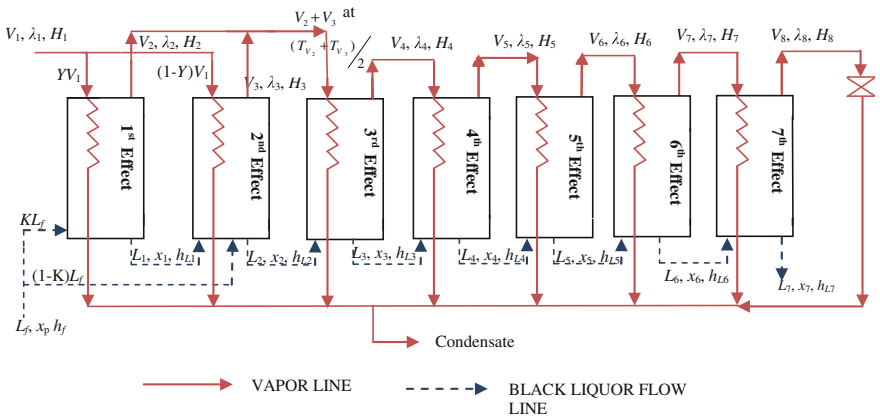 V2 + V3 at
(TV2 + TV3)/2
V1, λ1, H1
V2, λ2, H2
V4, λ4, H4
V5, λ5, H5
V6, λ6, H6
V7, λ7, H7
V8, λ8, H8
YV1
(1-Y)V1
V3, λ3, H3
1st Effect
2nd Effect
3rd Effect
4th Effect
5th Effect
6th Effect
7th Effect
KLf
(1-K)Lf
Lf, xp hf
L1, x1, hL1
L2, x2, hL2
L3, x3, hL3
L4, x4, hL4
L5, x5, hL5
L6, x6, hL6
L7, x7, hL7
Condensate
VAPOR LINE
BLACK LIQUOR FLOW
LINE